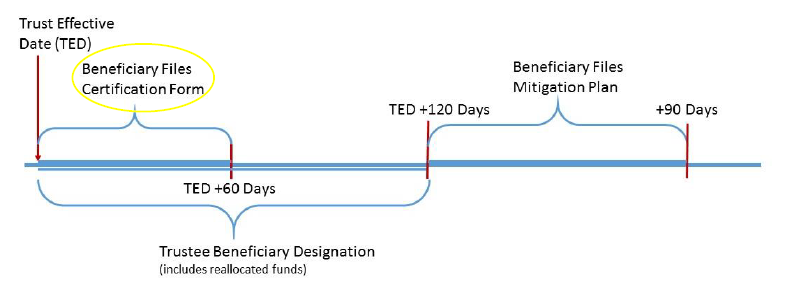 Trust Effective
Date (TED)
Beneficiary Files
Certification Form
Beneficiary Files
Mitigation Plan
TED +120 Days
+90 Days
TED +60 Days
Trustee Beneficiary Designation
(includes reallocated funds)